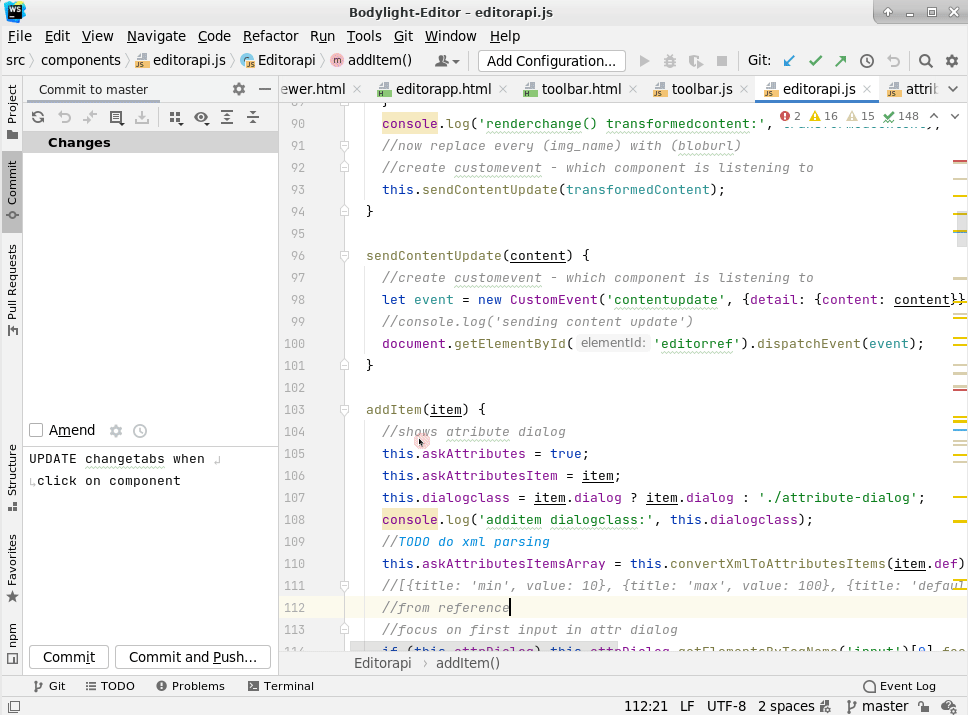 WS
Bodylight-Editor – editorapi.js
File Edit View Navigate Code Refactor Run Tools Git Window Help
src components editorapi.js Editorapi m addItem() Add Configuration... Git:
Commit to master
ewer.html editorapp.html toolbar.html toolbar.js editorapi.js attrib
Changes
2 16 15 148
90 console.log('renderchange() transformedcontent:',
91 //now replace every (img_name) with (bloburl)
92 //create customevent - which component is listening to
93 this.sendContentUpdate(transformedContent);
94 }
95
96 sendContentUpdate(content) {
97 //create customevent - which component is listening to
98 let event = new CustomEvent('contentupdate', {detail: {content: content}}
99 //console.log('sending content update')
100 document.getElementById( elementId: 'editorref').dispatchEvent(event);
101 }
102
103 addItem(item) {
104 //shows atribute dialog
105 this.askAttributes = true;
106 this.askAttributesItem = item;
107 this.dialogclass = item.dialog ? item.dialog : './attribute-dialog';
108 console.log('additem dialogclass:', this.dialogclass);
109 //TODO do xml parsing
110 this.askAttributesItemsArray = this.convertXmlToAttributesItems(item.def)
111 //[{title: 'min', value: 10}, {title: 'max', value: 100}, {title: 'defaul
112 //from reference
113 //focus on first input in attr dialog
Project
Commit
Pull Requests
Structure
Favorites
npm
Amend
UPDATE changetabs when
click on component
Commit Commit and Push...
Editorapi addItem()
Git TODO Problems Terminal Event Log
112:21 LF UTF-8 2 spaces master